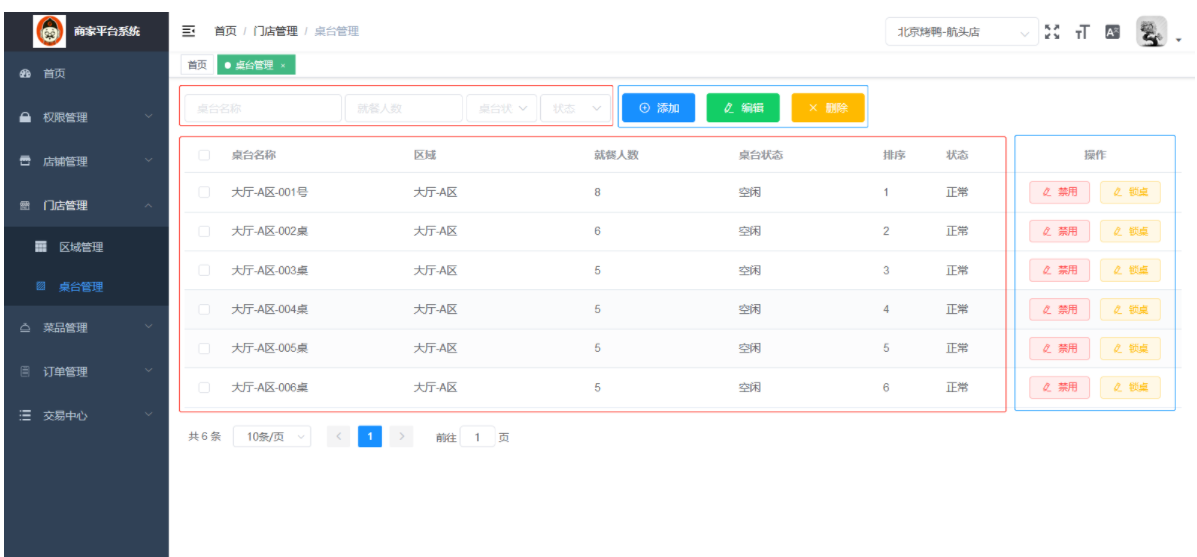 商家平台系统
首页 / 门店管理 / 桌台管理
北京烤鸭-航头店
首页
权限管理
店铺管理
门店管理
区域管理
桌台管理
菜品管理
订单管理
交易中心
首页 桌台管理 ×
桌台名称 就餐人数 桌台状 状态 添加 编辑 删除
桌台名称 区域 就餐人数 桌台状态 排序 状态 操作
大厅-A区-001号 大厅-A区 8 空闲 1 正常 禁用 锁桌
大厅-A区-002桌 大厅-A区 6 空闲 2 正常 禁用 锁桌
大厅-A区-003桌 大厅-A区 5 空闲 3 正常 禁用 锁桌
大厅-A区-004桌 大厅-A区 5 空闲 4 正常 禁用 锁桌
大厅-A区-005桌 大厅-A区 5 空闲 5 正常 禁用 锁桌
大厅-A区-006桌 大厅-A区 5 空闲 6 正常 禁用 锁桌
共 6 条 10条/页 < 1 > 前往 1 页